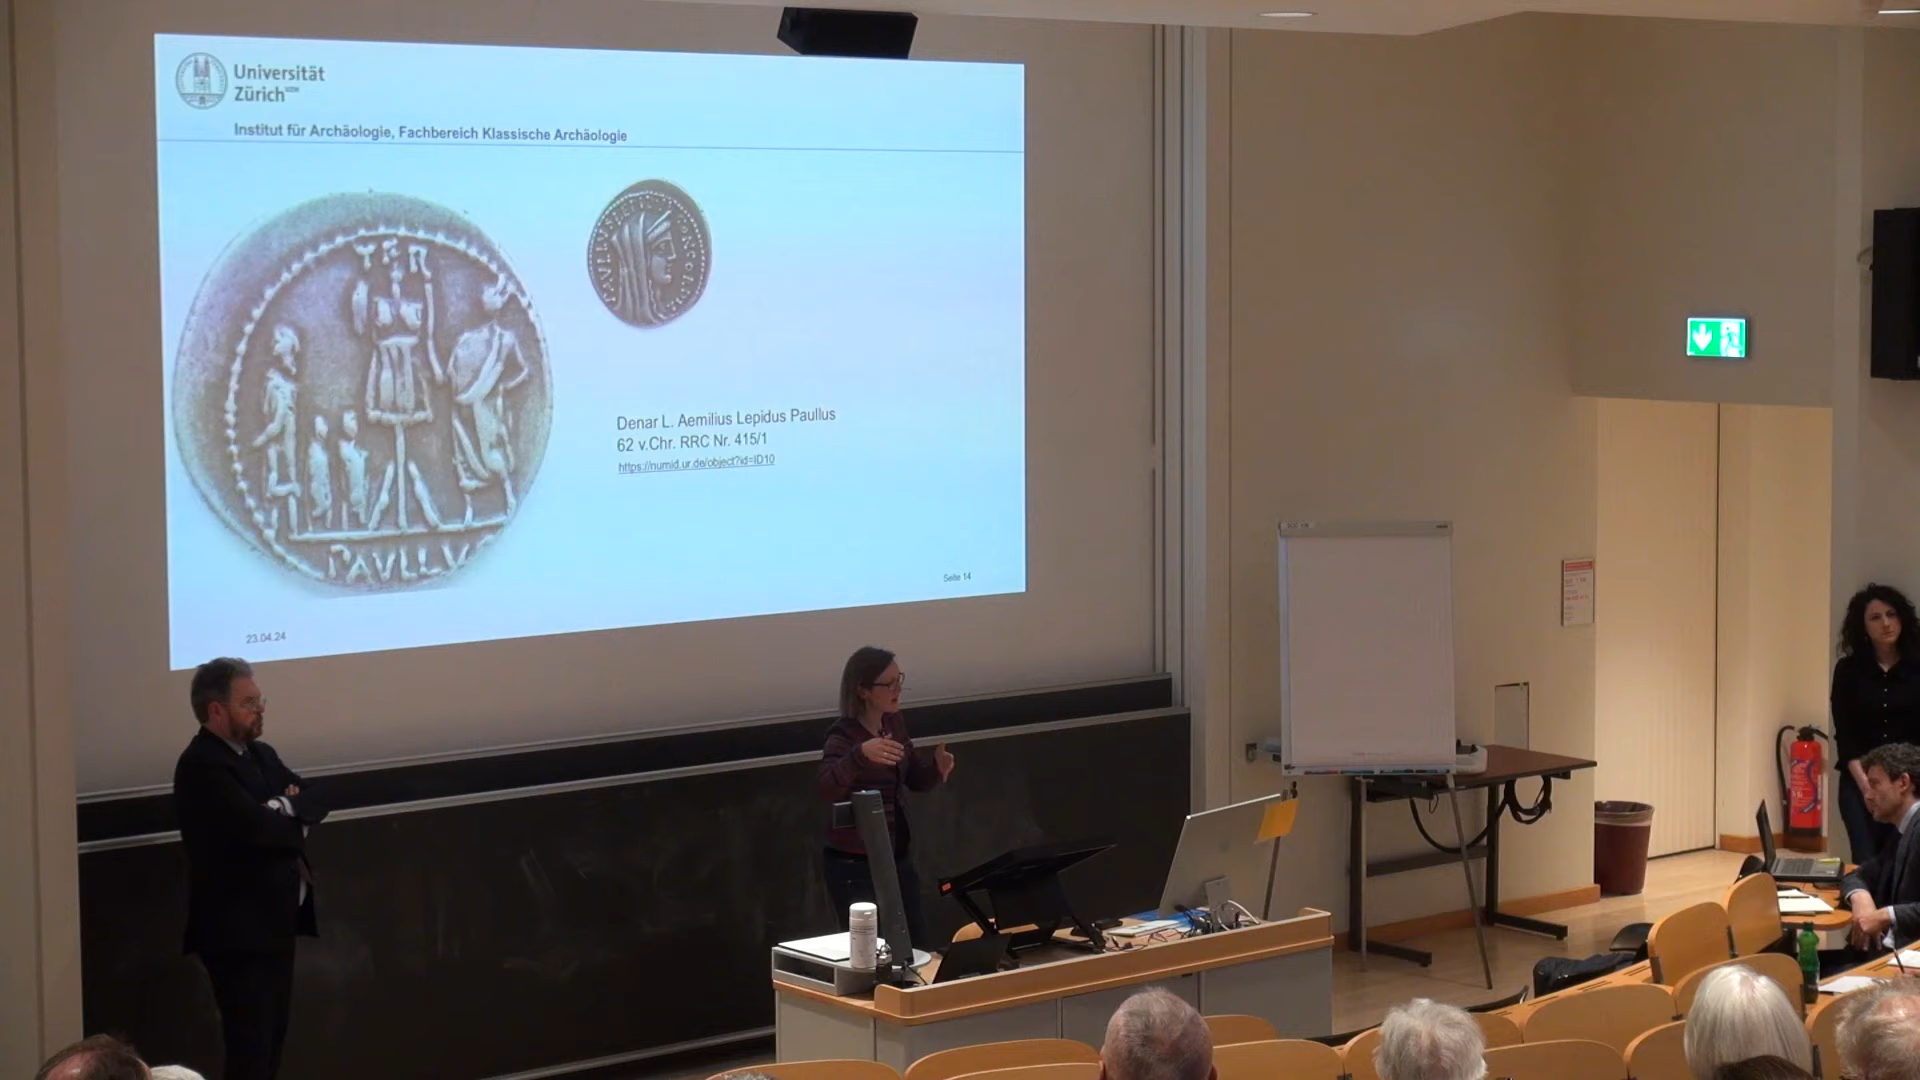 Universität
Zürich UZH
Institut für Archäologie, Fachbereich Klassische Archäologie
TER
PAVLLVS
Denar L. Aemilius Lepidus Paullus
62 v.Chr. RRC Nr. 415/1
https://numid.ur.de/object?id=ID10
Seite 14
23.04.24